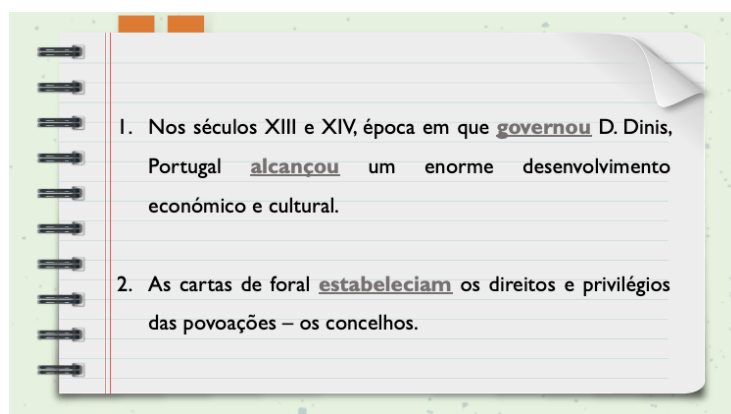 1. Nos séculos XIII e XIV, época em que governou D. Dinis,
Portugal alcançou um enorme desenvolvimento
económico e cultural.
2. As cartas de foral estabeleciam os direitos e privilégios
das povoações – os concelhos.